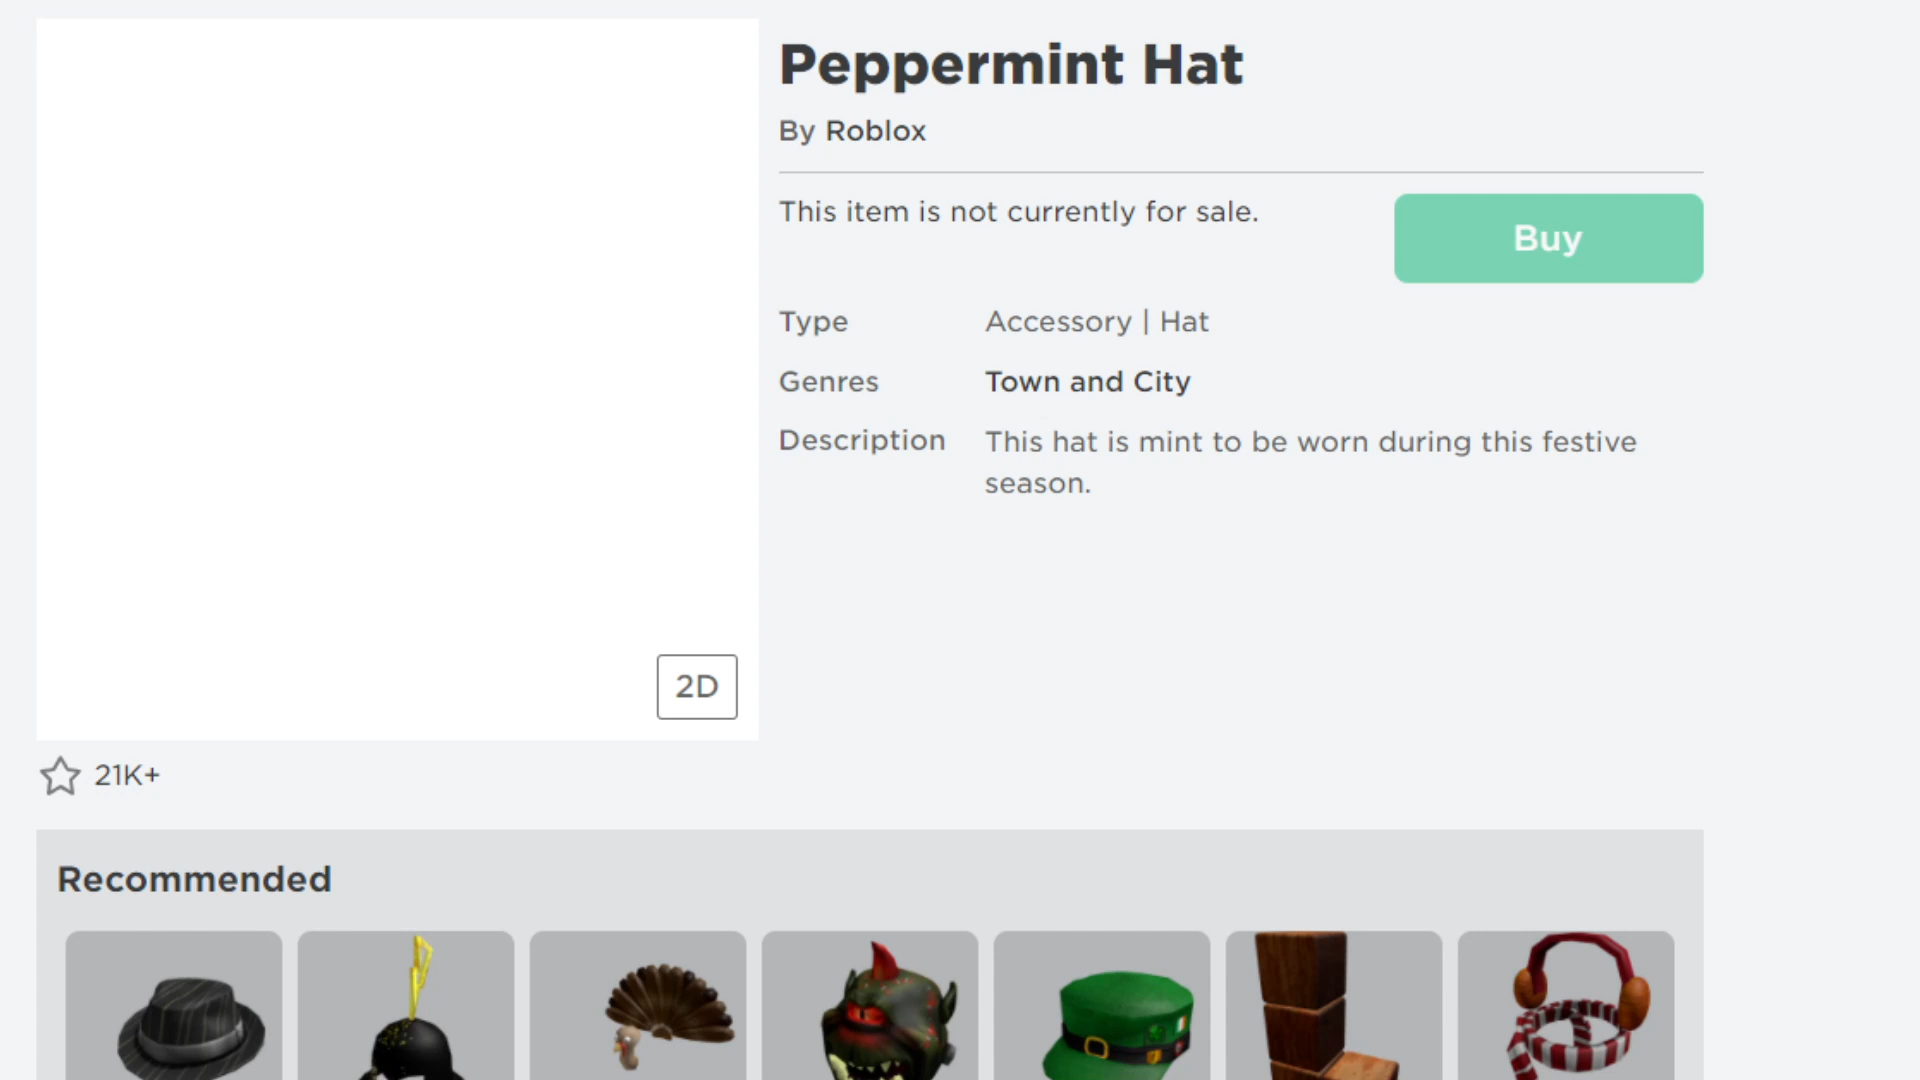 Peppermint Hat
By Roblox
This item is not currently for sale.
Buy
Type Accessory | Hat
Genres Town and City
Description This hat is mint to be worn during this festive
season.
2D
21K+
Recommended